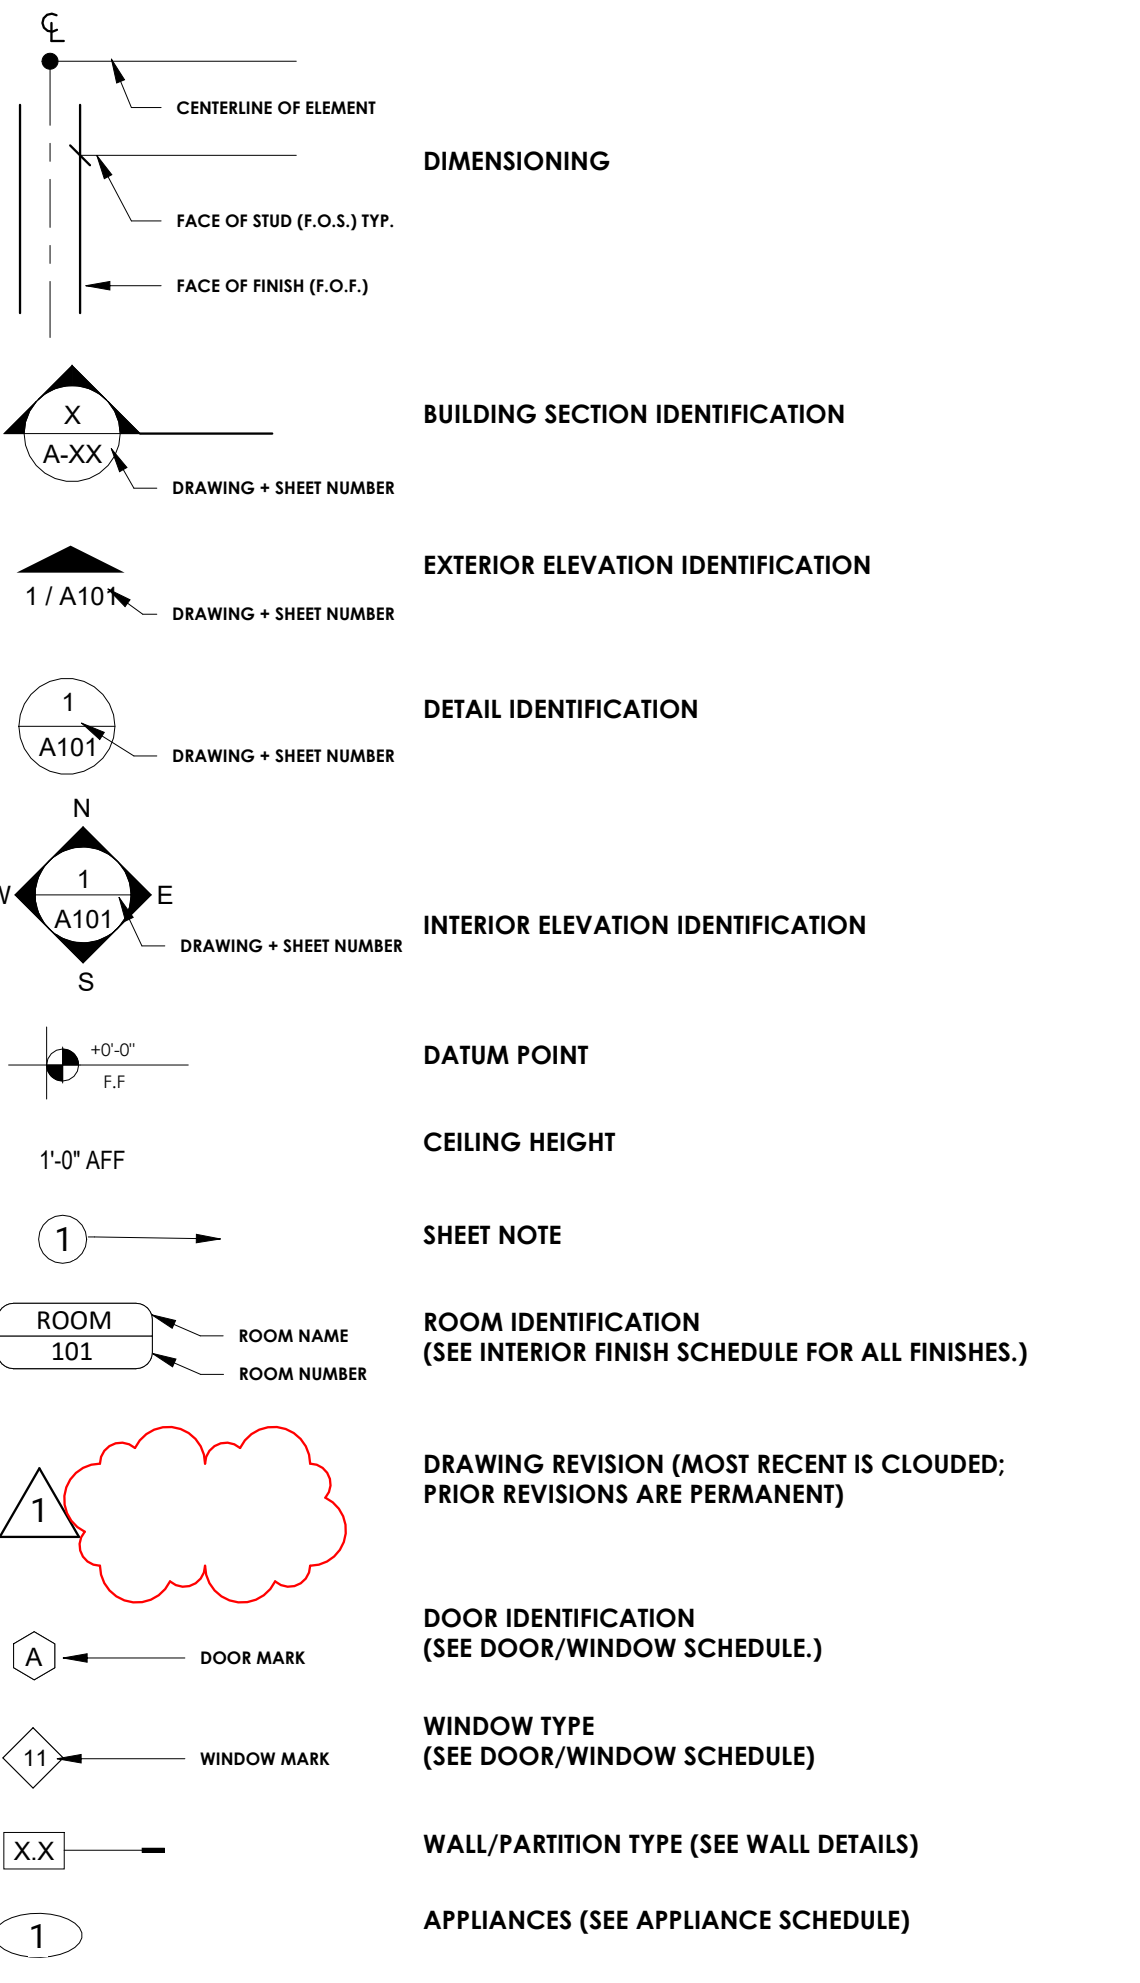 ℄
CENTERLINE OF ELEMENT
DIMENSIONING
FACE OF STUD (F.O.S.) TYP.
FACE OF FINISH (F.O.F.)
X
A-XX
BUILDING SECTION IDENTIFICATION
DRAWING + SHEET NUMBER
EXTERIOR ELEVATION IDENTIFICATION
1 / A101
DRAWING + SHEET NUMBER
1
A101
DETAIL IDENTIFICATION
DRAWING + SHEET NUMBER
N
W
1
A101
E
S
INTERIOR ELEVATION IDENTIFICATION
DRAWING + SHEET NUMBER
+0'-0"
F.F
DATUM POINT
1'-0" AFF
CEILING HEIGHT
1
SHEET NOTE
ROOM
101
ROOM NAME
ROOM NUMBER
ROOM IDENTIFICATION
(SEE INTERIOR FINISH SCHEDULE FOR ALL FINISHES.)
1
DRAWING REVISION (MOST RECENT IS CLOUDED;
PRIOR REVISIONS ARE PERMANENT)
A
DOOR MARK
DOOR IDENTIFICATION
(SEE DOOR/WINDOW SCHEDULE.)
11
WINDOW MARK
WINDOW TYPE
(SEE DOOR/WINDOW SCHEDULE)
X.X
WALL/PARTITION TYPE (SEE WALL DETAILS)
1
APPLIANCES (SEE APPLIANCE SCHEDULE)